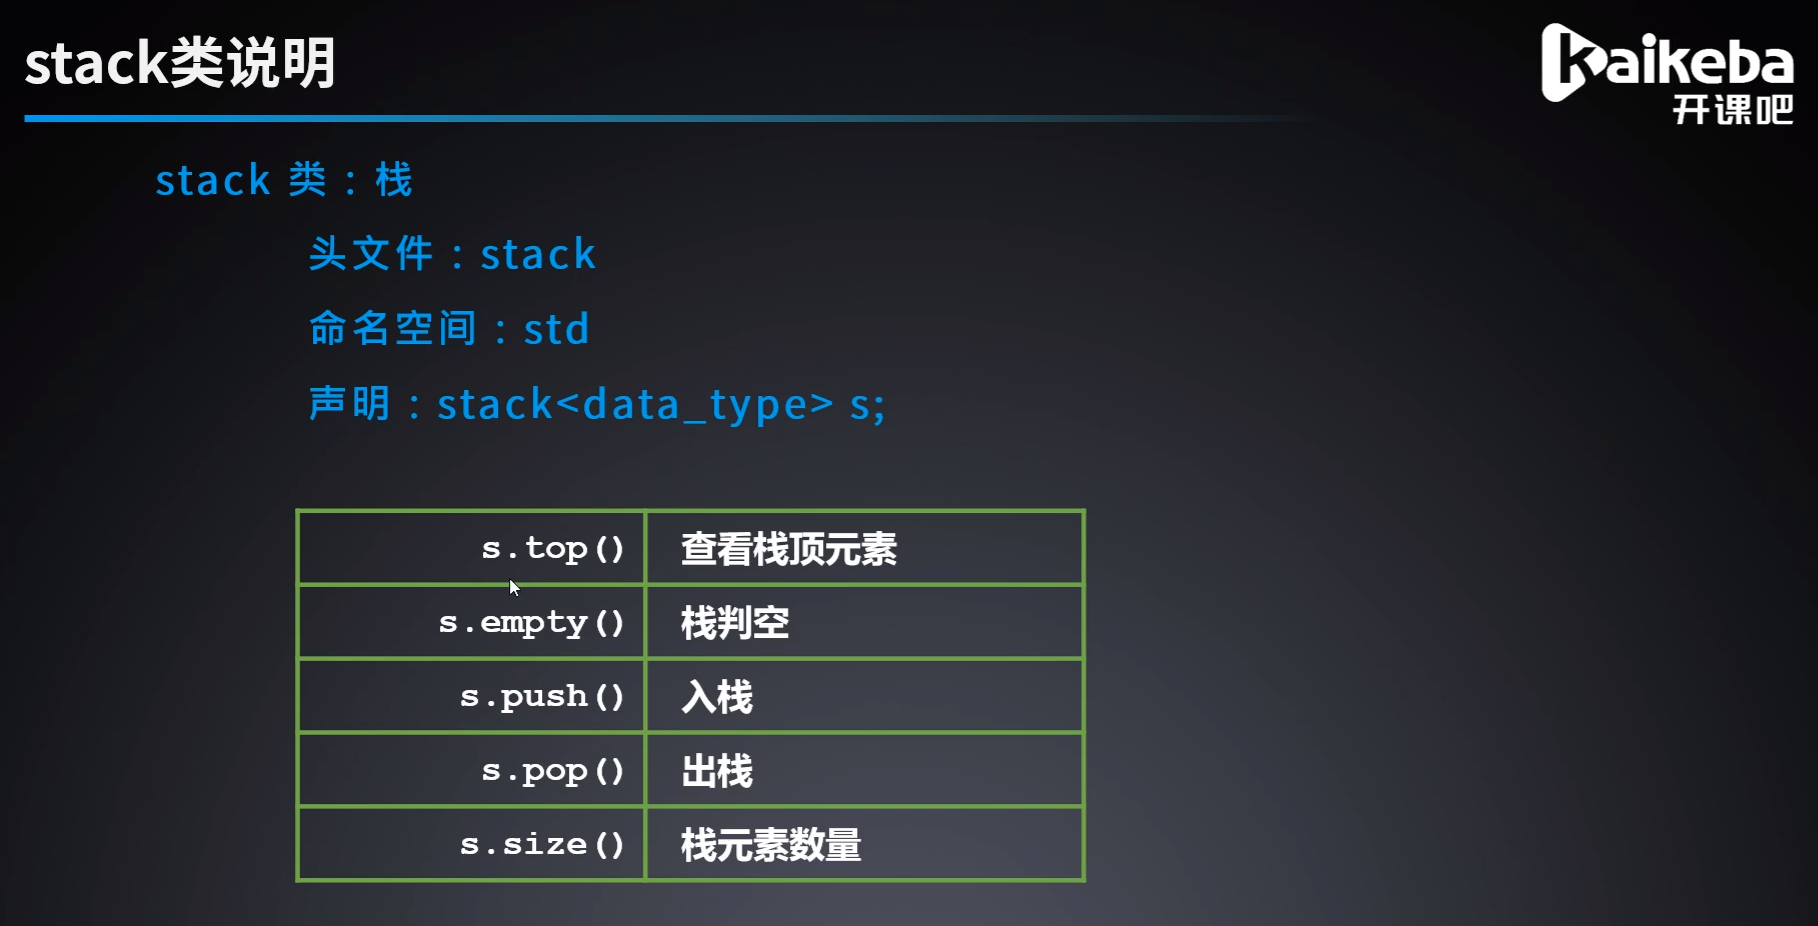 stack类说明
kaikeba
开课吧
stack 类：栈
头文件：stack
命名空间：std
声明：stack<data_type> s;
s.top() 查看栈顶元素
s.empty() 栈判空
s.push() 入栈
s.pop() 出栈
s.size() 栈元素数量